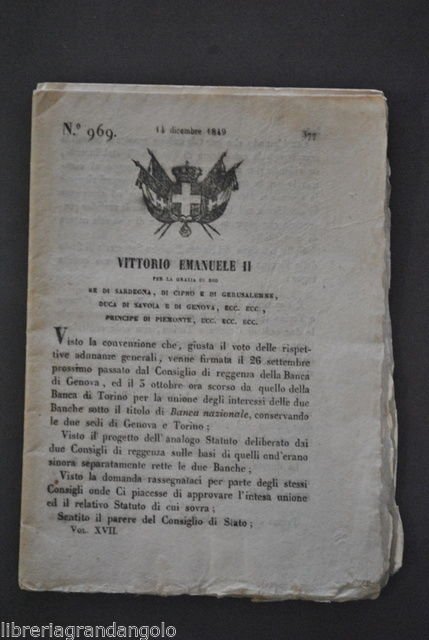 N.º 969.
14 dicembre 1849
377
VITTORIO EMANUELE II
PER LA GRAZIA DI DIO
RE DI SARDEGNA, DI CIPRO E DI GERUSALEMME,
DUCA DI SAVOIA E DI GENOVA, ECC. ECC.,
PRINCIPE DI PIEMONTE, ECC. ECC. ECC.
Visto la convenzione che, giusta il voto delle rispet-
tive adunanze generali, venne firmata il 26 settembre
prossimo passato dal Consiglio di reggenza della Banca
di Genova, ed il 5 ottobre ora scorso da quello della
Banca di Torino per la unione degli interessi delle due
Banche sotto il titolo di Banca nazionale, conservando
le due sedi di Genova e Torino;
Visto il progetto dell'analogo Statuto deliberato dai
due Consigli di reggenza sulle basi di quelli ond'erano
sinora separatamente rette le due Banche;
Visto la domanda rassegnataci per parte degli stessi
Consigli onde Ci piacesse di approvare l'intesa unione
ed il relativo Statuto di cui sovra;
Sentito il parere del Consiglio di Stato;
Vol. XVII.
libreriagrandangolo